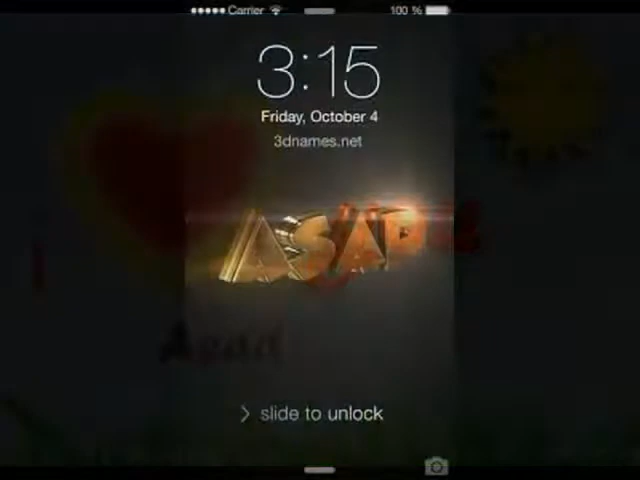 Carrier 100 %
3:15
Friday, October 4
3dnames.net
ASAD
Asad
slide to unlock